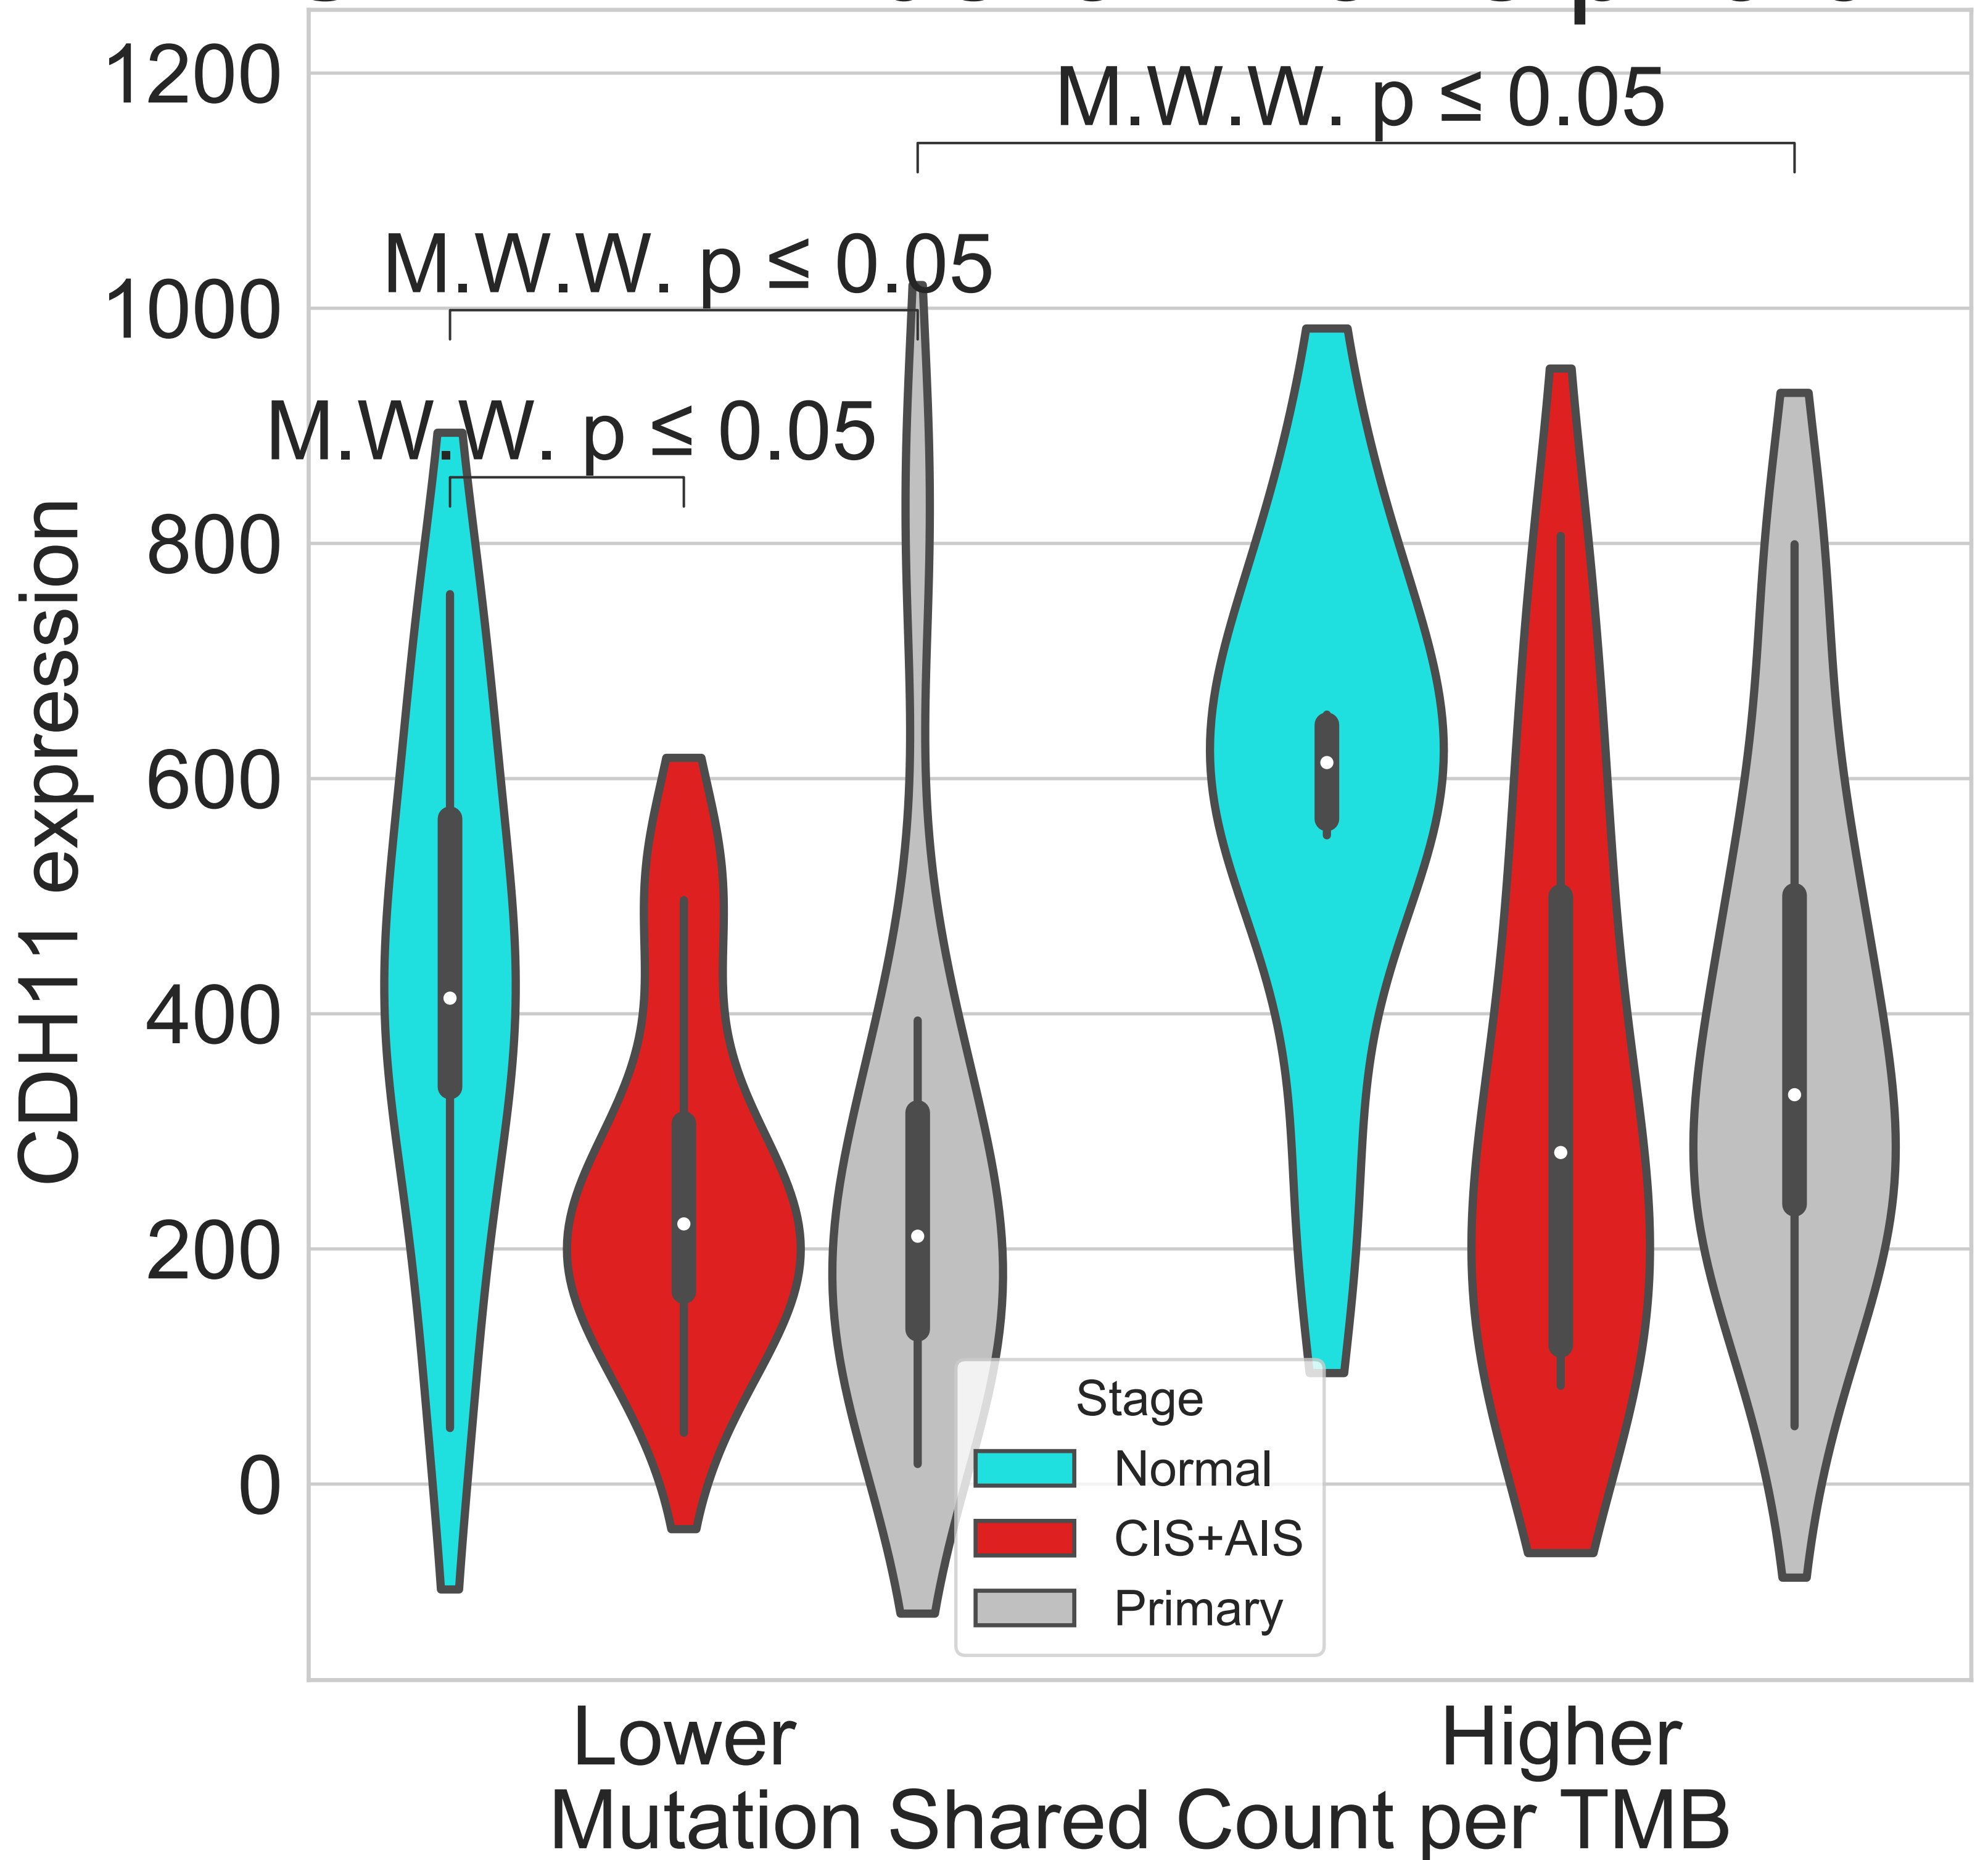 1200
M.W.W. p ≤ 0.05
M.W.W. p ≤ 0.05
1000
M.W.W. p ≤ 0.05
800
600
400
200
0
CDH11 expression
Stage
Normal
CIS+AIS
Primary
Lower
Higher
Mutation Shared Count per TMB